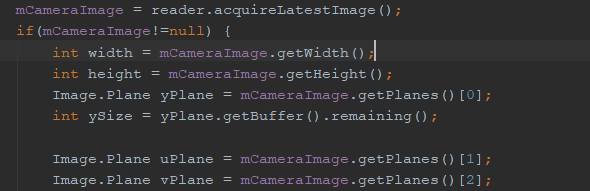 mCameraImage = reader.acquireLatestImage();
if(mCameraImage!=null) {
    int width = mCameraImage.getWidth();
    int height = mCameraImage.getHeight();
    Image.Plane yPlane = mCameraImage.getPlanes()[0];
    int ySize = yPlane.getBuffer().remaining();

    Image.Plane uPlane = mCameraImage.getPlanes()[1];
    Image.Plane vPlane = mCameraImage.getPlanes()[2];